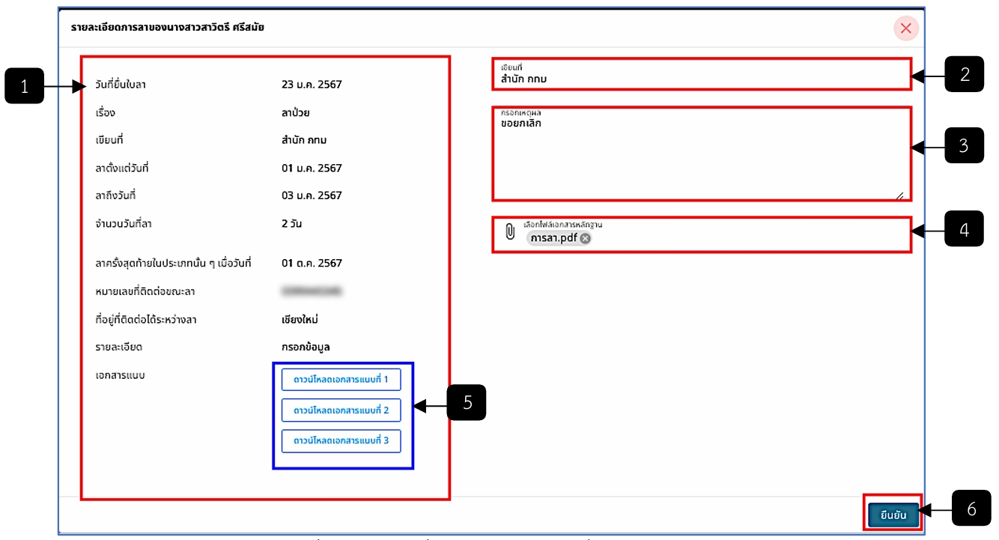 รายละเอียดการลาของนางสาวสาวิตรี ศรีสมัย
1
วันที่ยื่นใบลา 23 ม.ค. 2567
เรื่อง ลาป่วย
เขียนที่ สำนัก กทม
ลาตั้งแต่วันที่ 01 ม.ค. 2567
ลาถึงวันที่ 03 ม.ค. 2567
จำนวนวันที่ลา 2 วัน
ลาครั้งสุดท้ายในประเภทนั้น ๆ เมื่อวันที่ 01 ต.ค. 2567
หมายเลขที่ติดต่อขณะลา
ที่อยู่ที่ติดต่อได้ระหว่างลา เชียงใหม่
รายละเอียด กรอกข้อมูล
เอกสารแนบ
ดาวน์โหลดเอกสารแนบที่ 1
ดาวน์โหลดเอกสารแนบที่ 2
ดาวน์โหลดเอกสารแนบที่ 3
5
เขียนที่
สำนัก กทม
2
กรอกเหตุผล
ขอยกเลิก
3
เลือกไฟล์เอกสารหลักฐาน
การลา.pdf
4
ยืนยัน
6